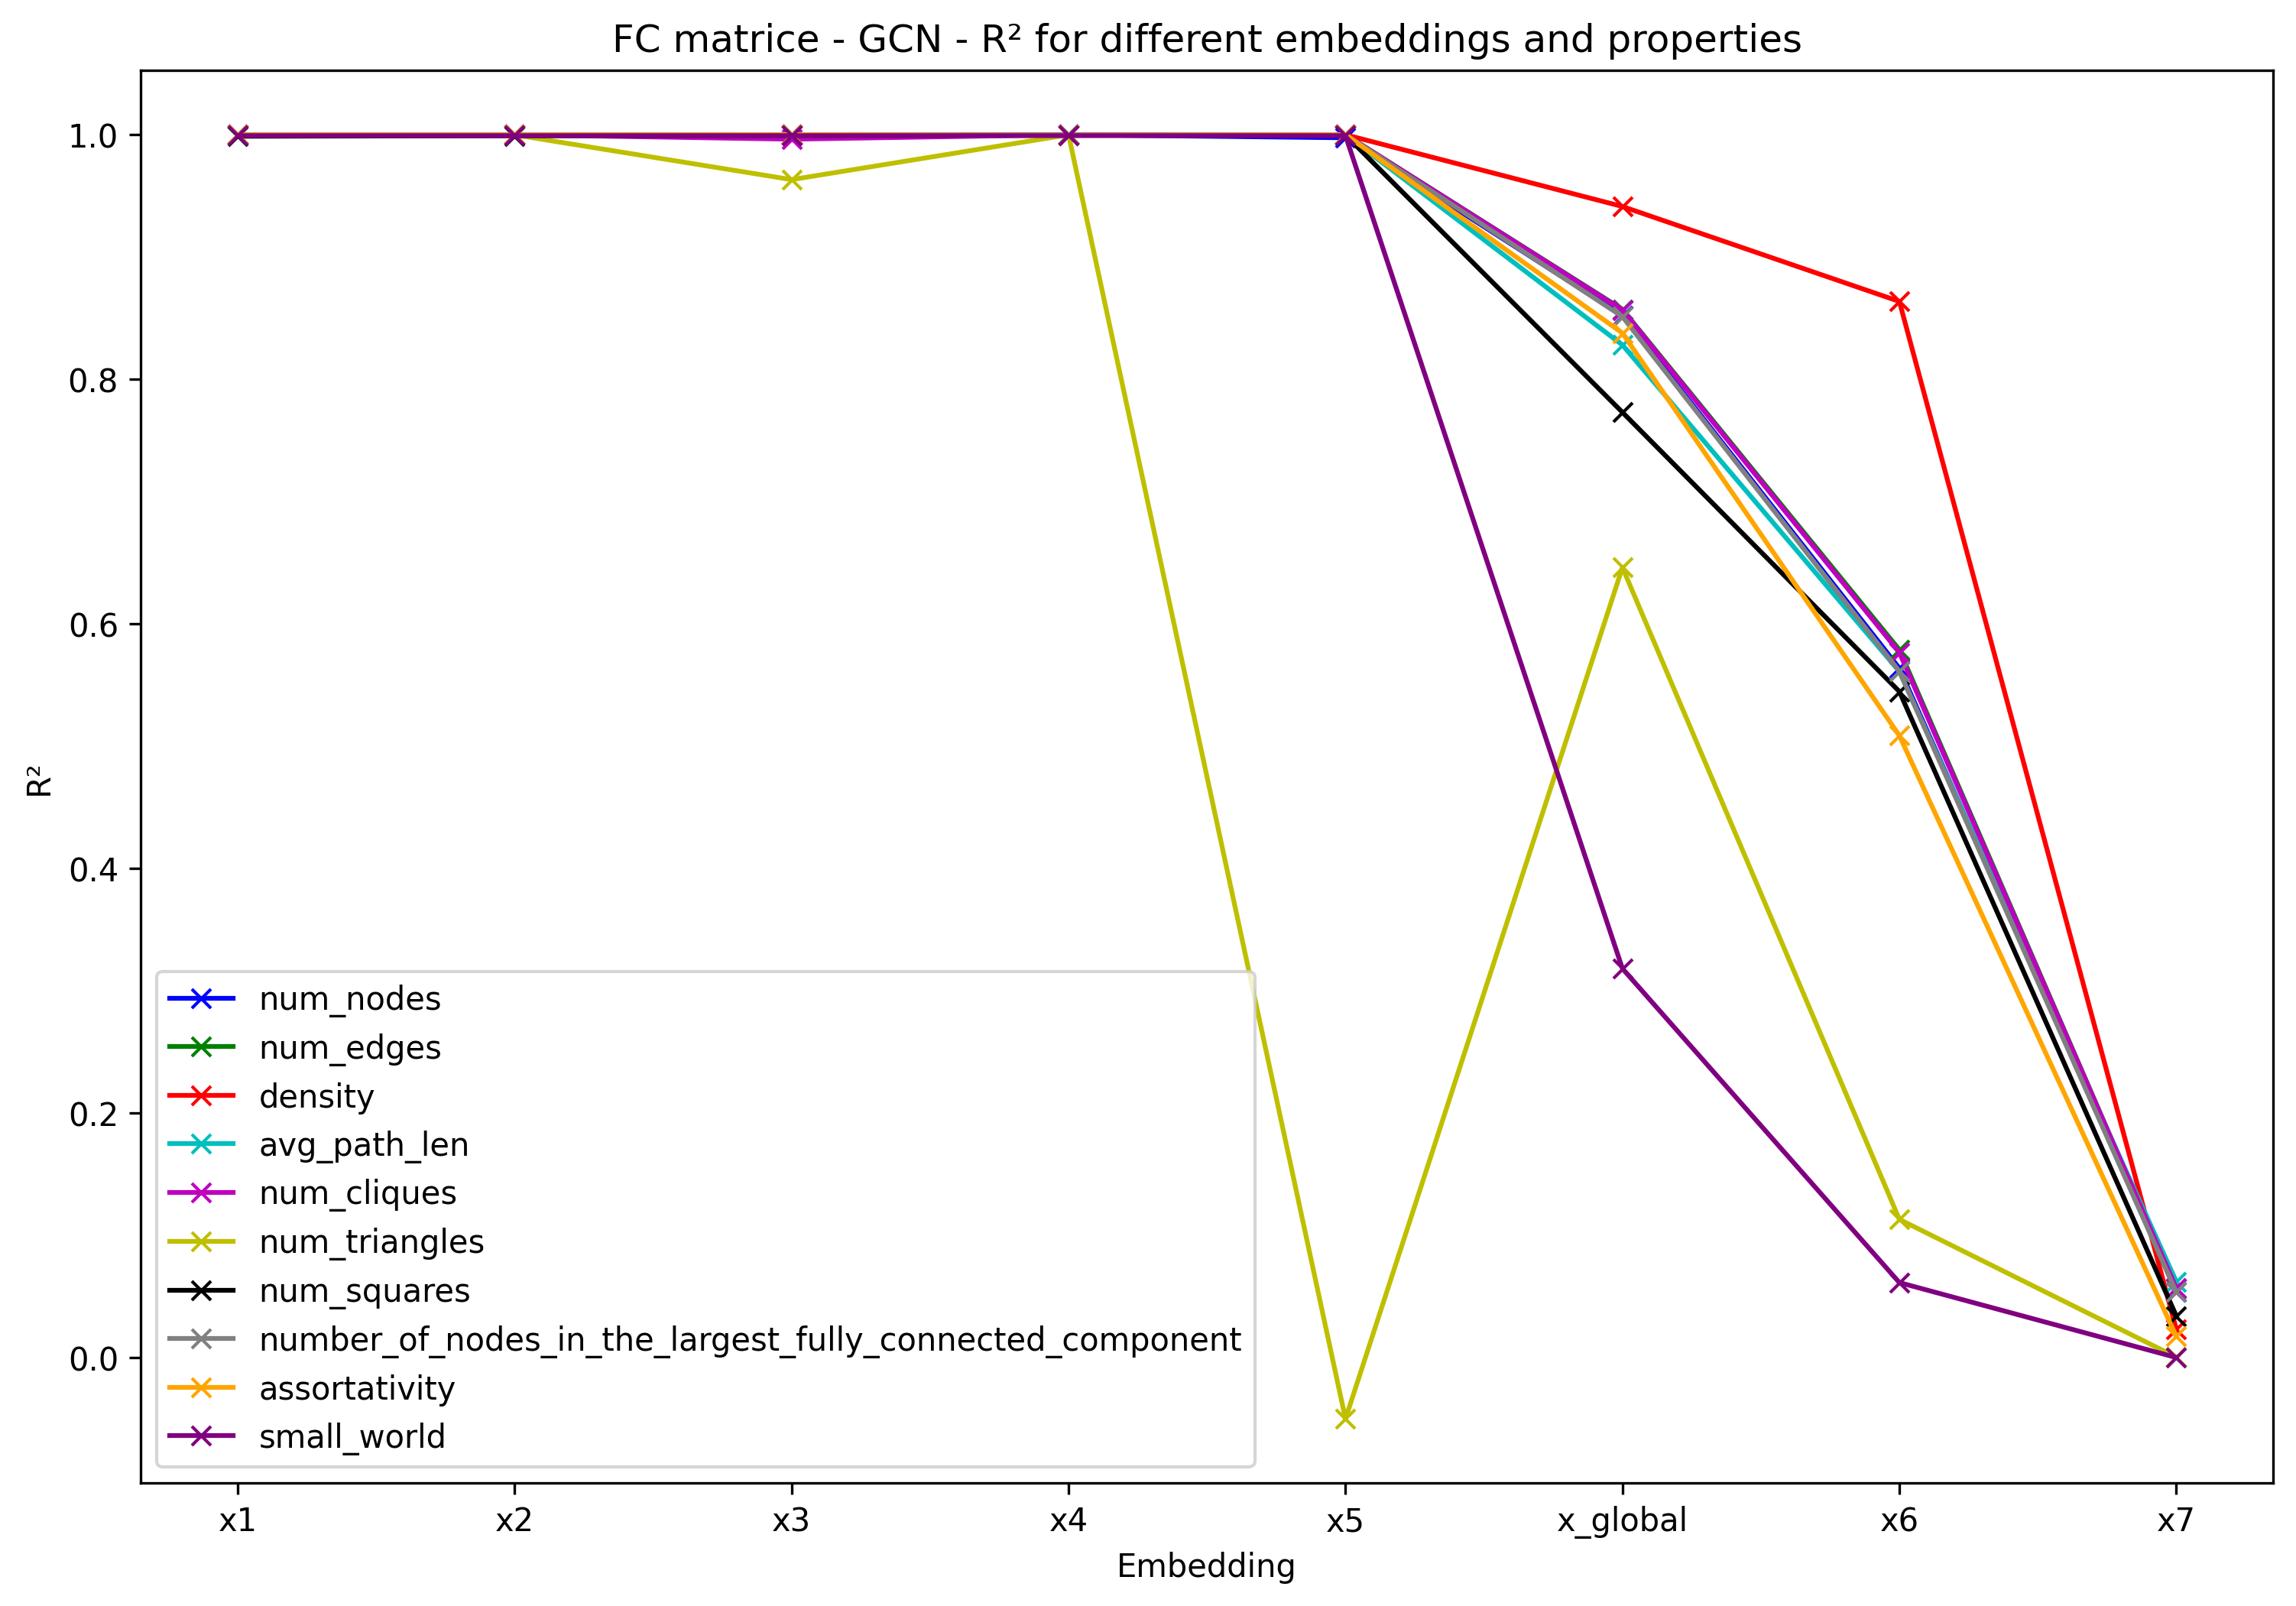 FC matrice - GCN - R² for different embeddings and properties
1.0
0.8
0.6
0.4
0.2
0.0
R²
num_nodes
num_edges
density
avg_path_len
num_cliques
num_triangles
num_squares
number_of_nodes_in_the_largest_fully_connected_component
assortativity
small_world
x1 x2 x3 x4 x5 x_global x6 x7
Embedding